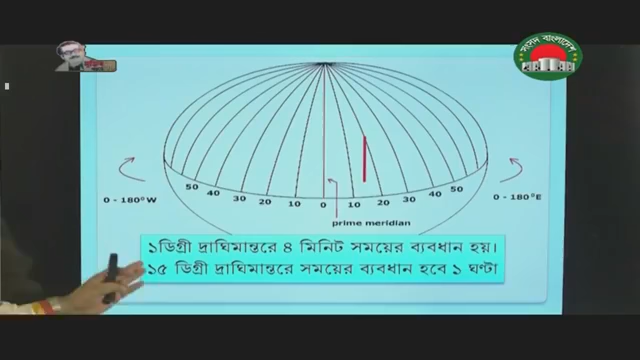 সংসদ বাংলাদেশ
50 40 30 20 10 0 10 20 30 40 50
0 - 180° W
0 - 180° E
prime meridian
১ডিগ্রী দ্রাঘিমান্তরে ৪ মিনিট সময়ের ব্যবধান হয়।
১৫ ডিগ্রী দ্রাঘিমান্তরে সময়ের ব্যবধান হবে ১ ঘণ্টা